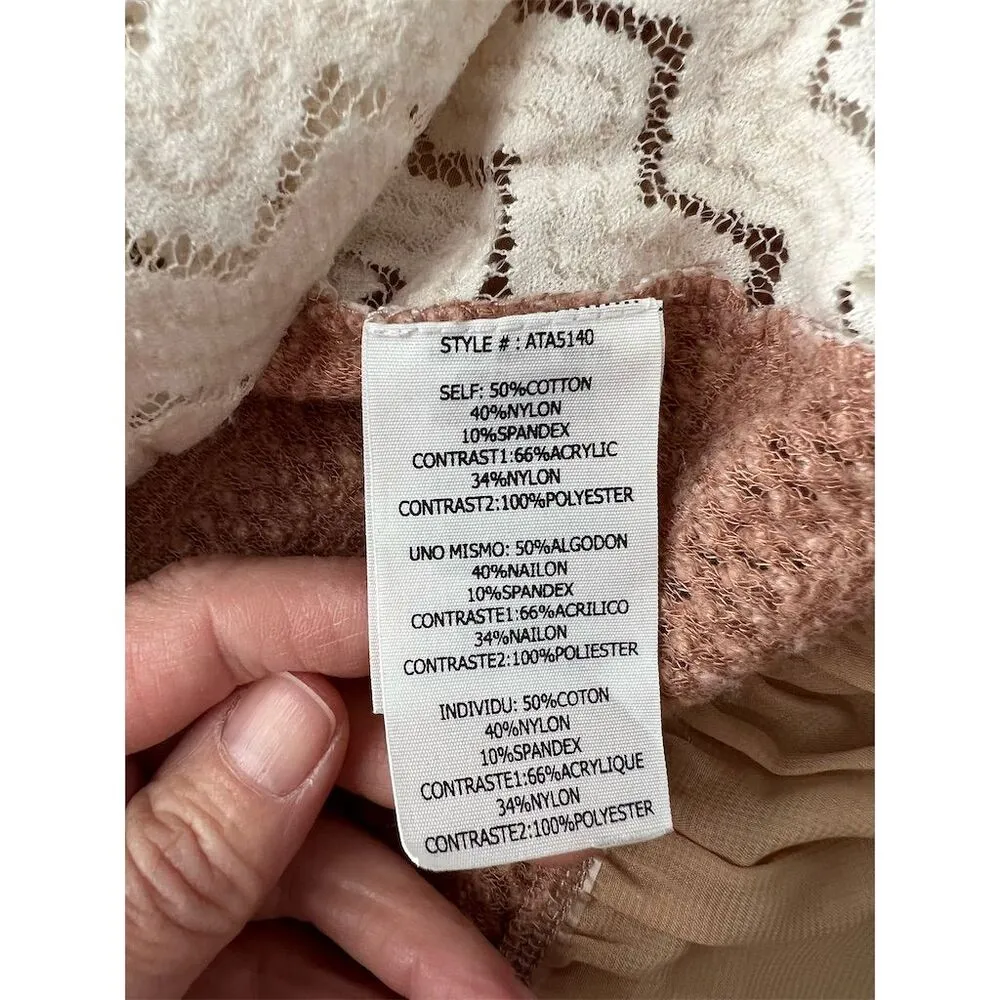 STYLE # : ATA5140
SELF: 50%COTTON
40%NYLON
10%SPANDEX
CONTRAST1:66%ACRYLIC
34%NYLON
CONTRAST2:100%POLYESTER
UNO MISMO: 50%ALGODON
40%NAILON
10%SPANDEX
CONTRASTE1:66%ACRILICO
34%NAILON
CONTRASTE2:100%POLIESTER
INDIVIDU: 50%COTON
40%NYLON
10%SPANDEX
CONTRASTE1:66%ACRYLIQUE
34%NYLON
CONTRASTE2:100%POLYESTER